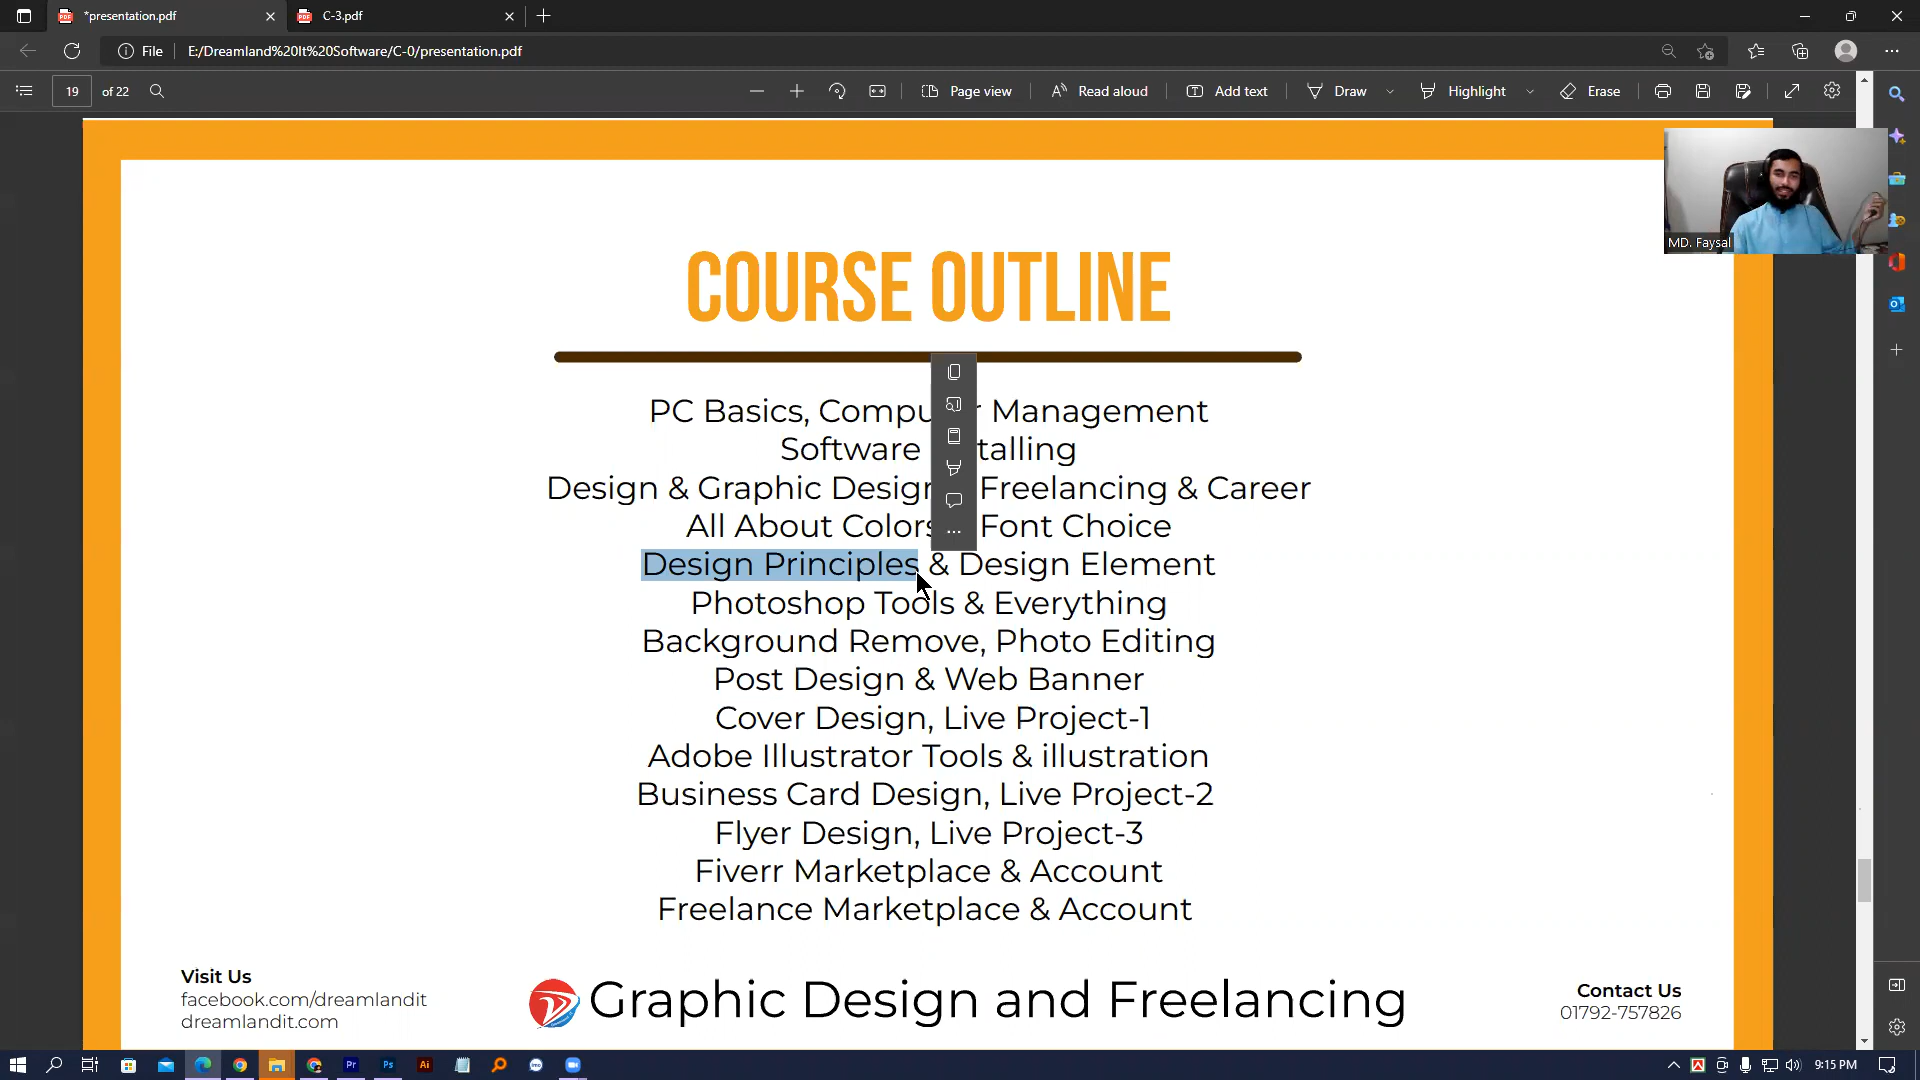 *presentation.pdf
C-3.pdf
File
E:/Dreamland%20It%20Software/C-0/presentation.pdf
19
of 22
Page view
Read aloud
Add text
Draw
Highlight
Erase
MD. Faysal
COURSE OUTLINE
PC Basics, Management
Software
Design & Graphic Design Freelancing & Career
All About Colors Font Choice
Design Principles & Design Element
Photoshop Tools & Everything
Background Remove, Photo Editing
Post Design & Web Banner
Cover Design, Live Project-1
Adobe Illustrator Tools & illustration
Business Card Design, Live Project-2
Flyer Design, Live Project-3
Fiverr Marketplace & Account
Freelance Marketplace & Account
Visit Us
facebook.com/dreamlandit
dreamlandit.com
Graphic Design and Freelancing
Contact Us
01792-757826
Pr
Ps
Ai
9:15 PM